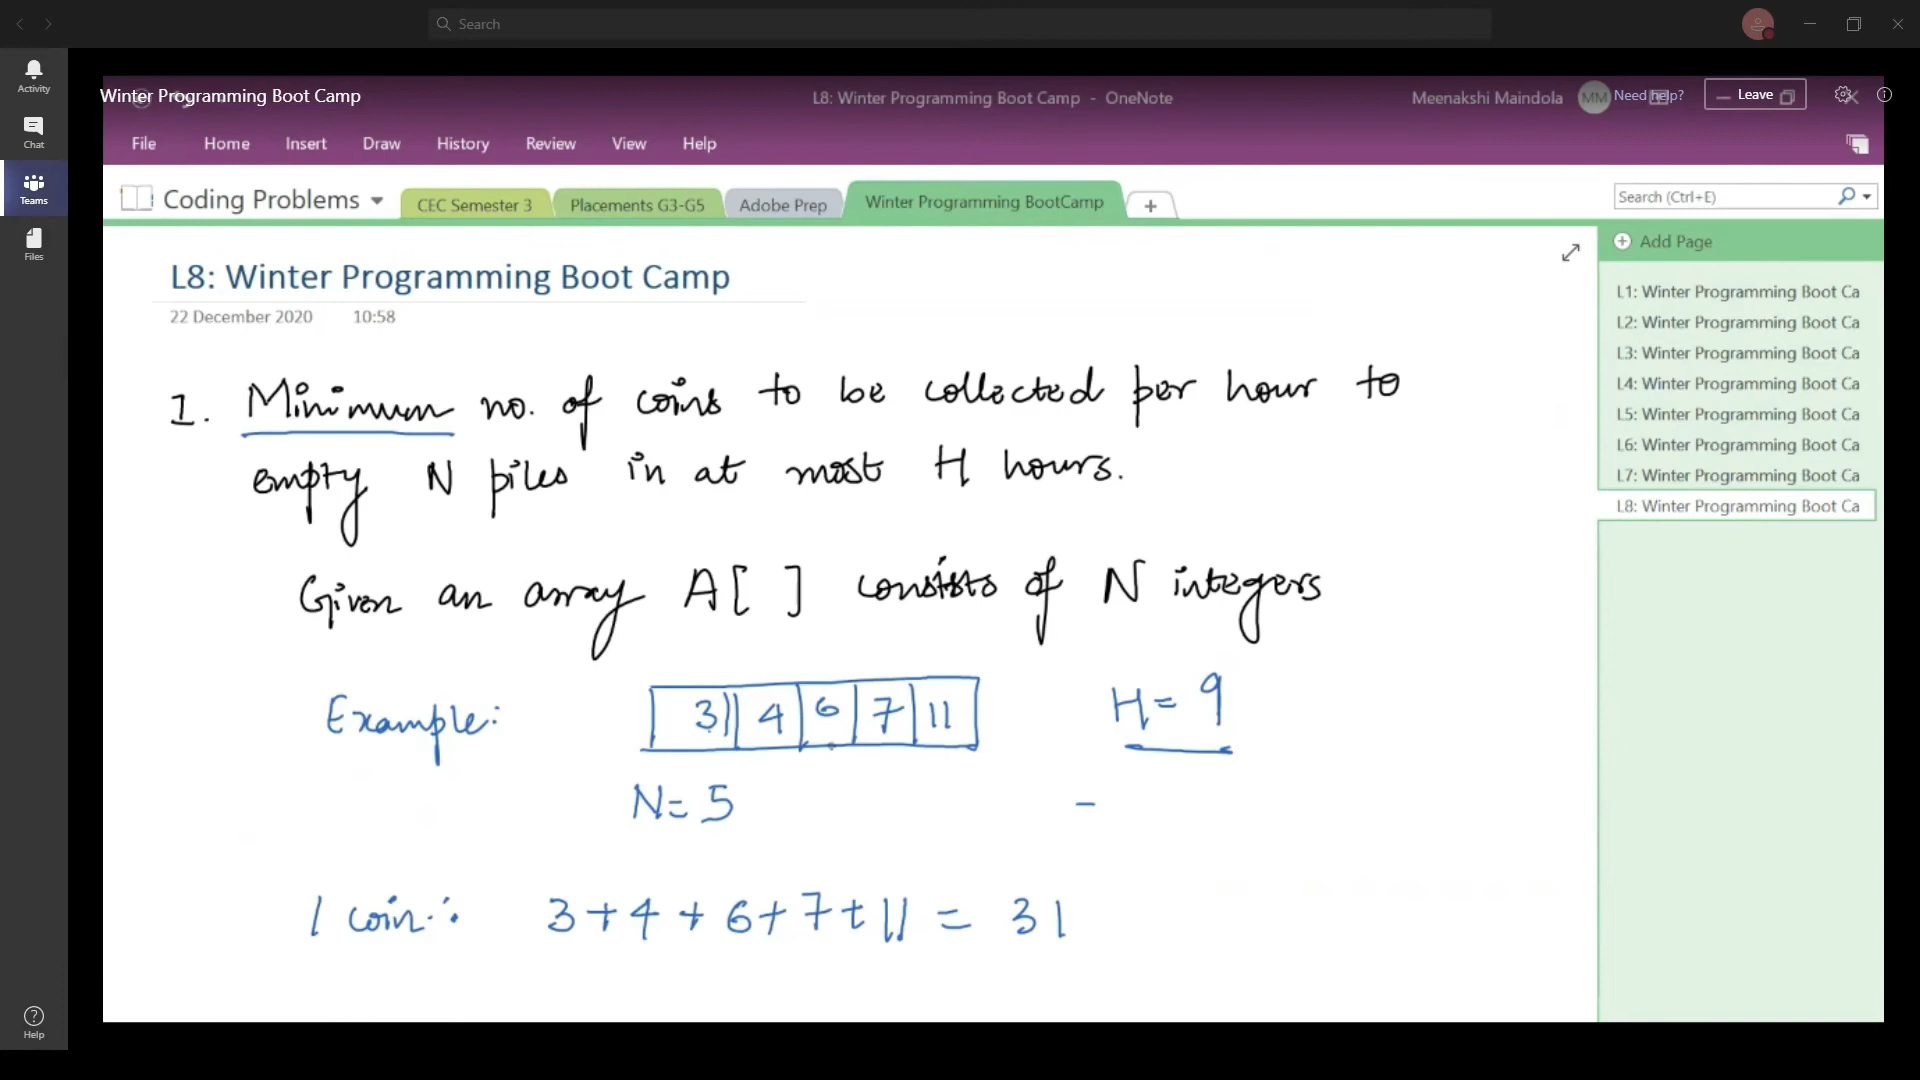 Search
Activity
Chat
Teams
Files
Help
Winter Programming Boot Camp
L8: Winter Programming Boot Camp - OneNote
Meenakshi Maindola
MM
Need help?
Leave
File Home Insert Draw History Review View Help
Coding Problems
CEC Semester 3
Placements G3-G5
Adobe Prep
Winter Programming BootCamp
+
Search (Ctrl+E)
Add Page
L1: Winter Programming Boot Ca
L2: Winter Programming Boot Ca
L3: Winter Programming Boot Ca
L4: Winter Programming Boot Ca
L5: Winter Programming Boot Ca
L6: Winter Programming Boot Ca
L7: Winter Programming Boot Ca
L8: Winter Programming Boot Ca
L8: Winter Programming Boot Camp
22 December 2020 10:58
1. Minimum no. of coins to be collected per hour to
empty N piles in at most H hours.
Given an array A[ ] consists of N integers
Example: 3 4 6 7 11 H = 9
N = 5 -
1 coin: 3+4+6+7+11 = 31